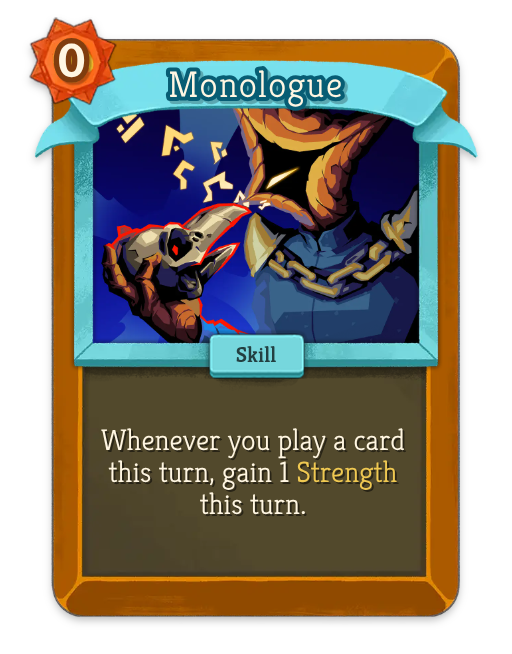 0
Monologue
Skill
Whenever you play a card
this turn, gain 1 Strength
this turn.